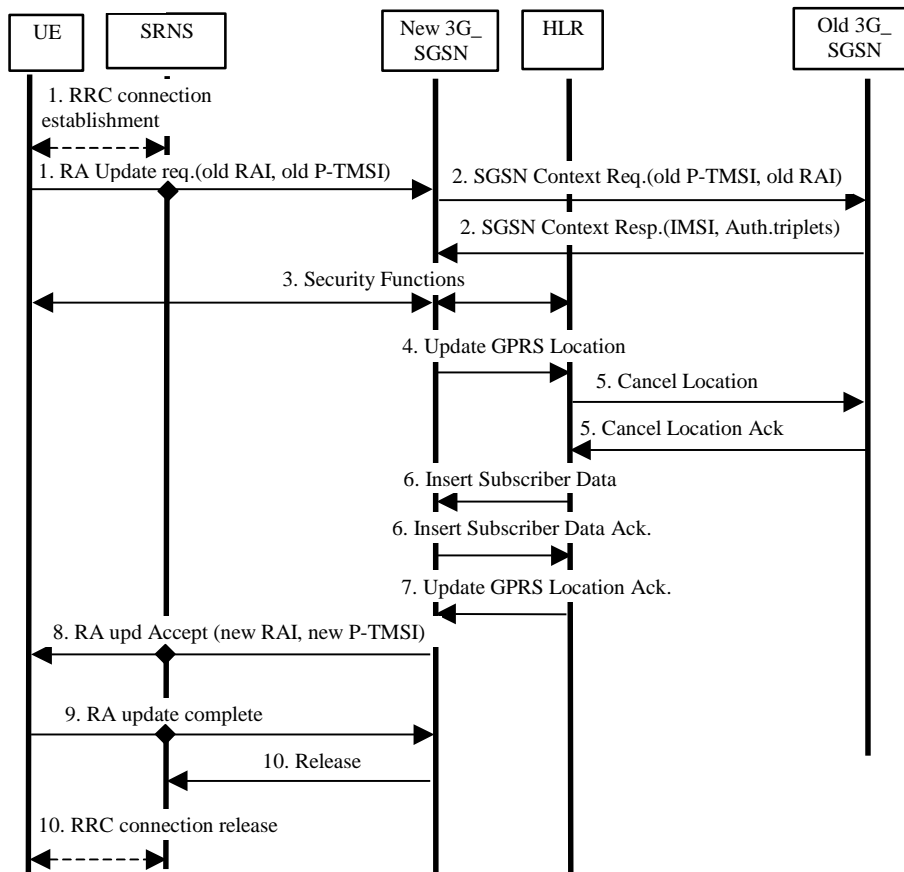 UE
SRNS
New 3G_
SGSN
HLR
Old 3G_
SGSN
1. RRC connection
establishment
1. RA Update req.(old RAI, old P-TMSI)
2. SGSN Context Req.(old P-TMSI, old RAI)
2. SGSN Context Resp.(IMSI, Auth.triplets)
3. Security Functions
4. Update GPRS Location
5. Cancel Location
5. Cancel Location Ack
6. Insert Subscriber Data
6. Insert Subscriber Data Ack.
7. Update GPRS Location Ack.
8. RA upd Accept (new RAI, new P-TMSI)
9. RA update complete
10. Release
10. RRC connection release